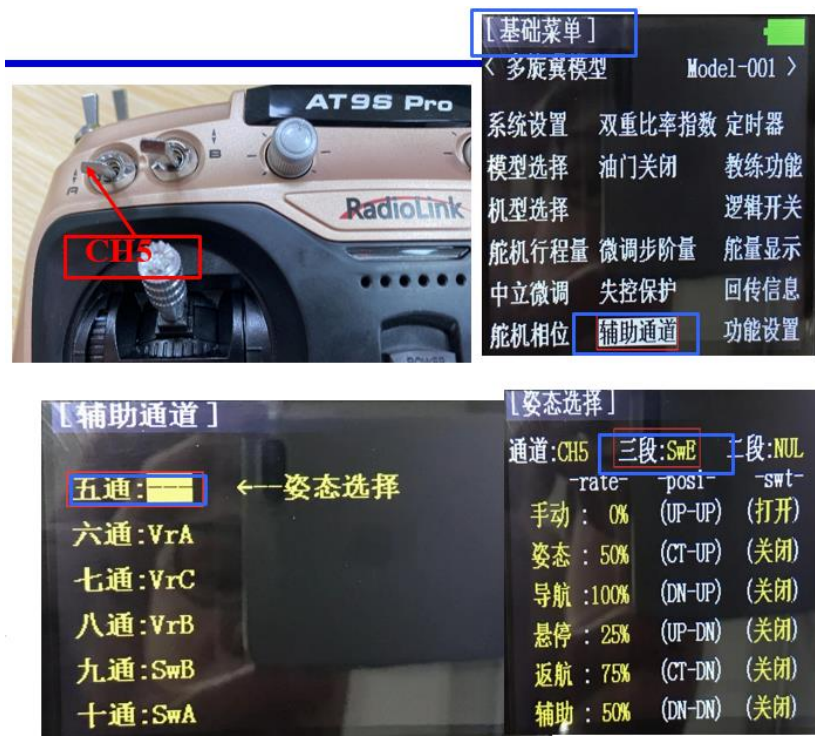 AT9S Pro
B
RadioLink
CH5
POWER
[基础菜单]
< 多旋翼模型 Model-001 >
系统设置 双重比率指数 定时器
模型选择 油门关闭 教练功能
机型选择 逻辑开关
舵机行程量 微调步阶量 舵量显示
中立微调 失控保护 回传信息
舵机相位 辅助通道 功能设置
[辅助通道]
五通:--- ←--姿态选择
六通:VrA
七通:VrC
八通:VrB
九通:SwB
十通:SwA
[姿态选择]
通道:CH5 三段:SwE 二段:NUL
-rate- -posi- -swt-
手动: 0% (UP-UP) (打开)
姿态: 50% (CT-UP) (关闭)
导航:100% (DN-UP) (关闭)
悬停: 25% (UP-DN) (关闭)
返航: 75% (CT-DN) (关闭)
辅助: 50% (DN-DN) (关闭)